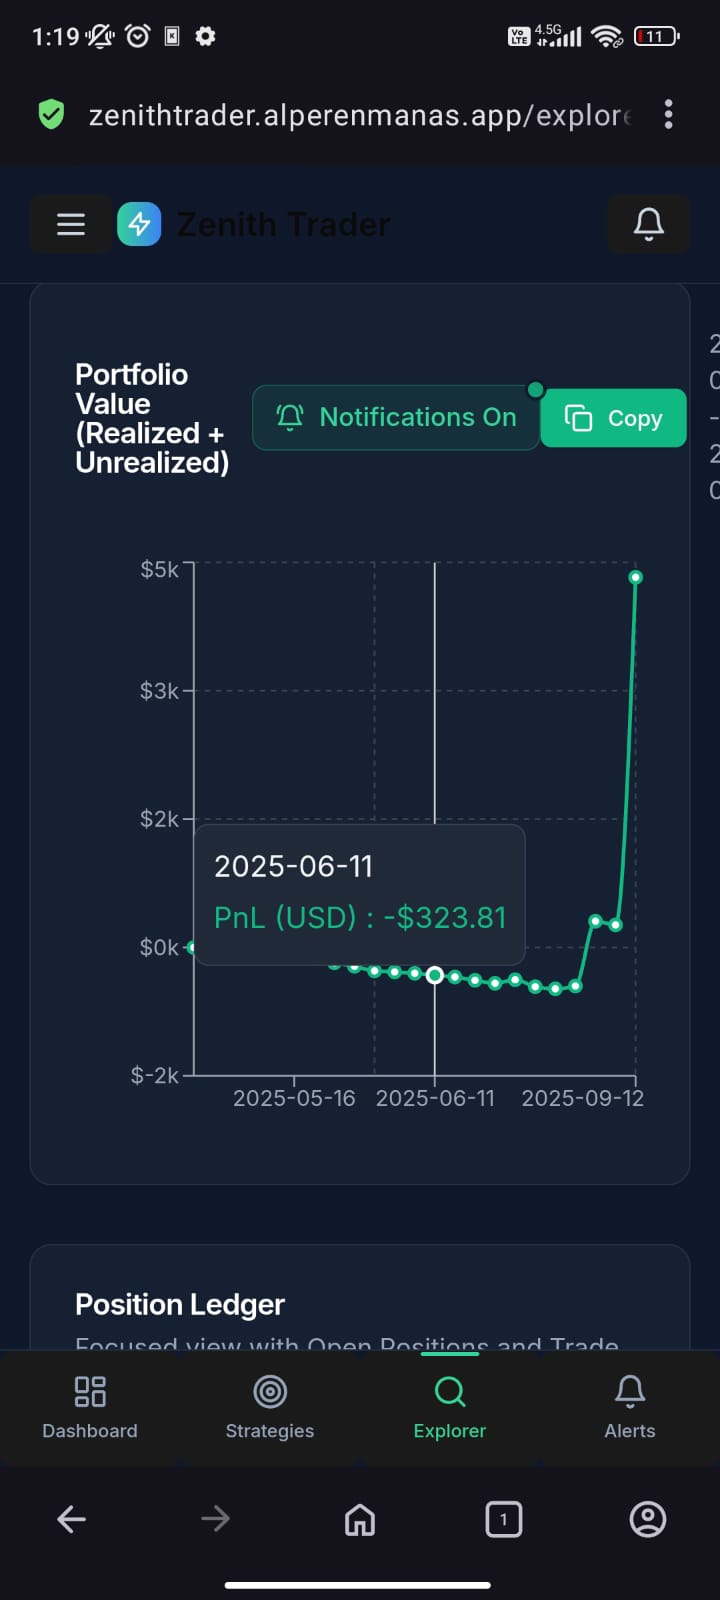 1:19
Vo
LTE
4.5G
11
zenithtrader.alperenmanas.app/explore
Zenith Trader
Portfolio
Value
(Realized +
Unrealized)
Notifications On
Copy
2
0
-
2
0
$5k
$3k
$2k
$0k
$-2k
2025-06-11
PnL (USD) : -$323.81
2025-05-16
2025-06-11
2025-09-12
Position Ledger
Focused view with Open Positions and Trade
Dashboard
Strategies
Explorer
Alerts
1